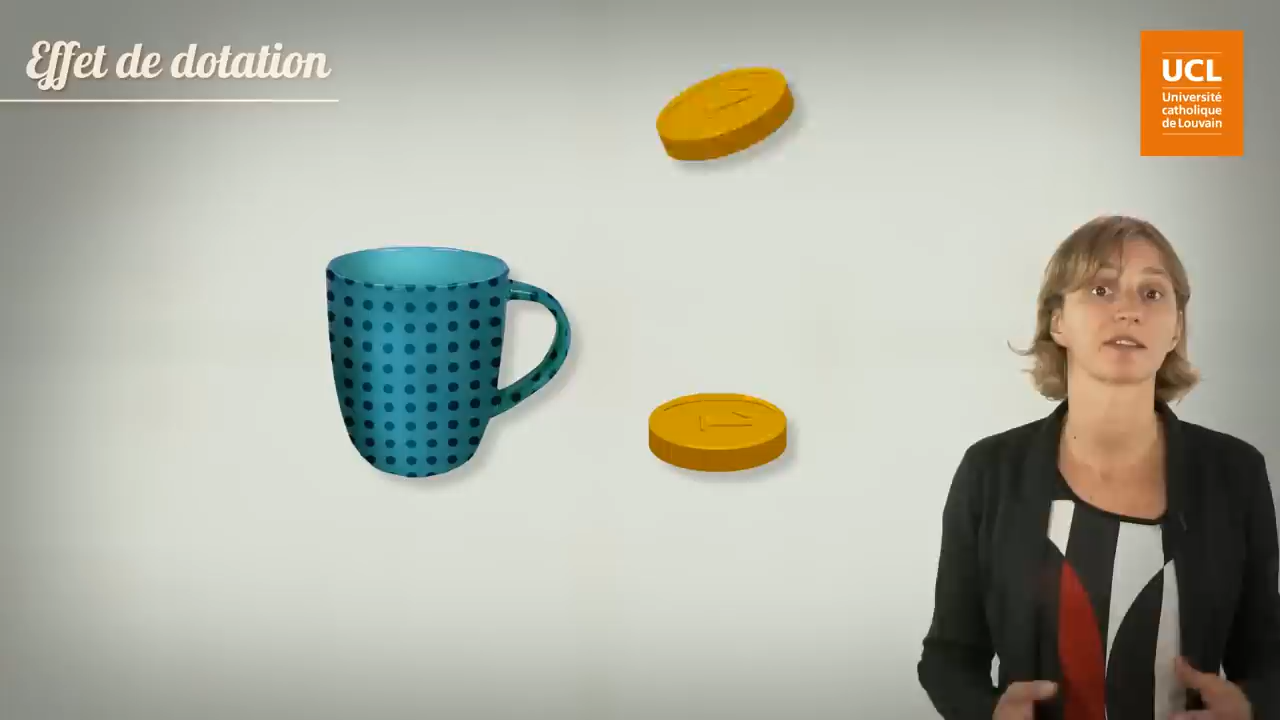 Effet de dotation
UCL
Université
catholique
de Louvain